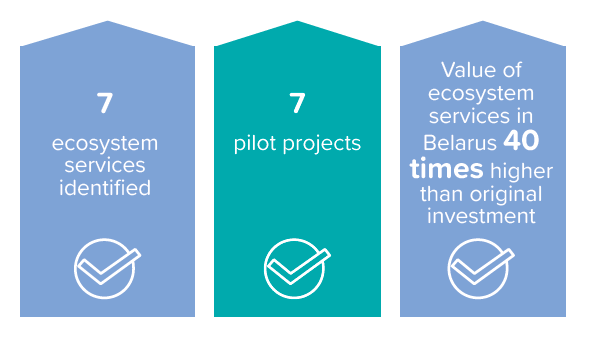 7
ecosystem
services
identified
7
pilot projects
Value of
ecosystem
services in
Belarus 40
times higher
than original
investment